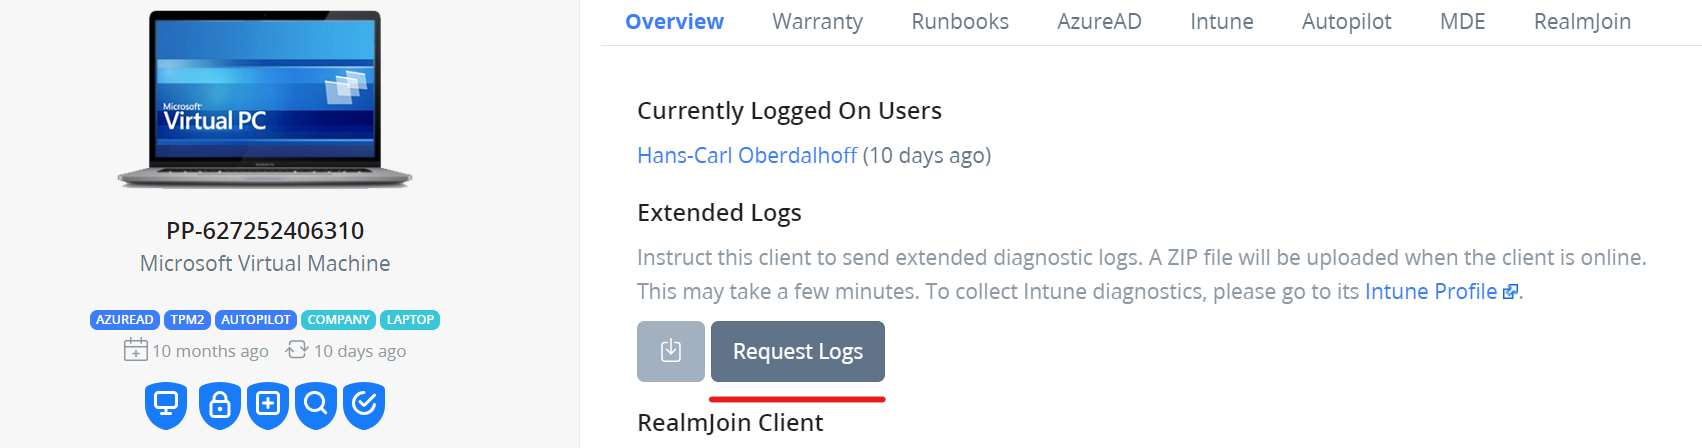 Microsoft
Virtual PC
PP-627252406310
Microsoft Virtual Machine
AZUREAD TPM2 AUTOPILOT COMPANY LAPTOP
10 months ago 10 days ago
Overview Warranty Runbooks AzureAD Intune Autopilot MDE RealmJoin
Currently Logged On Users
Hans-Carl Oberdalhoff (10 days ago)
Extended Logs
Instruct this client to send extended diagnostic logs. A ZIP file will be uploaded when the client is online.
This may take a few minutes. To collect Intune diagnostics, please go to its Intune Profile.
Request Logs
RealmJoin Client